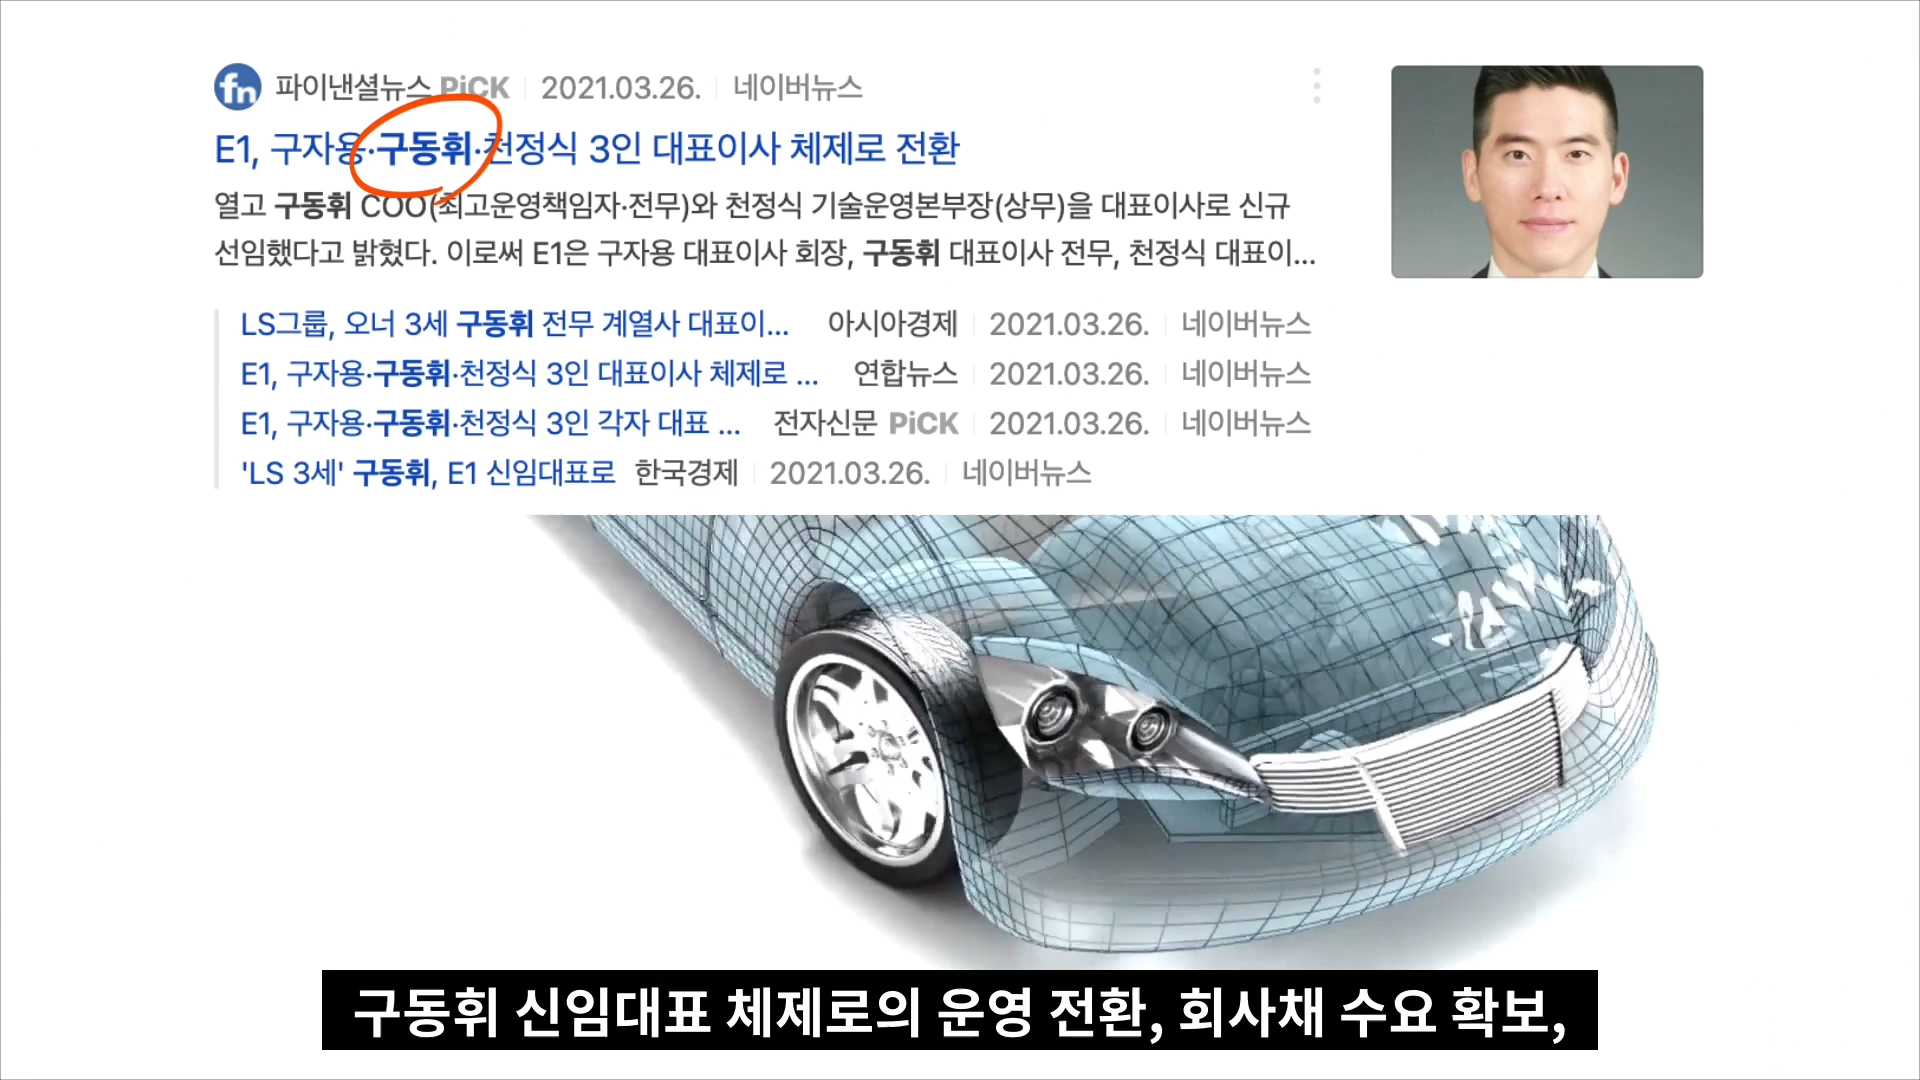 fn 파이낸셜뉴스 PiCK 2021.03.26. 네이버뉴스
E1, 구자용·구동휘·천정식 3인 대표이사 체제로 전환
열고 구동휘 COO(최고운영책임자·전무)와 천정식 기술운영본부장(상무)을 대표이사로 신규
선임했다고 밝혔다. 이로써 E1은 구자용 대표이사 회장, 구동휘 대표이사 전무, 천정식 대표이...
LS그룹, 오너 3세 구동휘 전무 계열사 대표이... 아시아경제 2021.03.26. 네이버뉴스
E1, 구자용·구동휘·천정식 3인 대표이사 체제로 ... 연합뉴스 2021.03.26. 네이버뉴스
E1, 구자용·구동휘·천정식 3인 각자 대표 ... 전자신문 PiCK 2021.03.26. 네이버뉴스
'LS 3세' 구동휘, E1 신임대표로 한국경제 2021.03.26. 네이버뉴스
구동휘 신임대표 체제로의 운영 전환, 회사채 수요 확보,